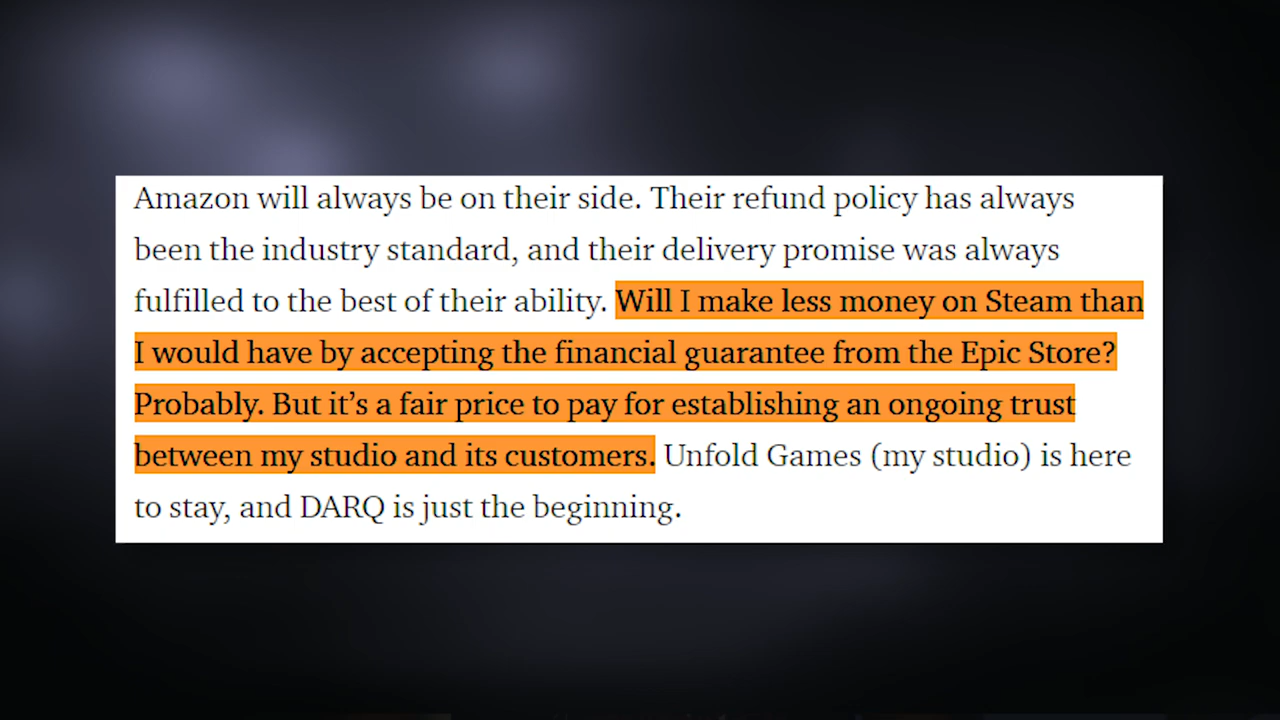 Amazon will always be on their side. Their refund policy has always
been the industry standard, and their delivery promise was always
fulfilled to the best of their ability. Will I make less money on Steam than
I would have by accepting the financial guarantee from the Epic Store?
Probably. But it’s a fair price to pay for establishing an ongoing trust
between my studio and its customers. Unfold Games (my studio) is here
to stay, and DARQ is just the beginning.